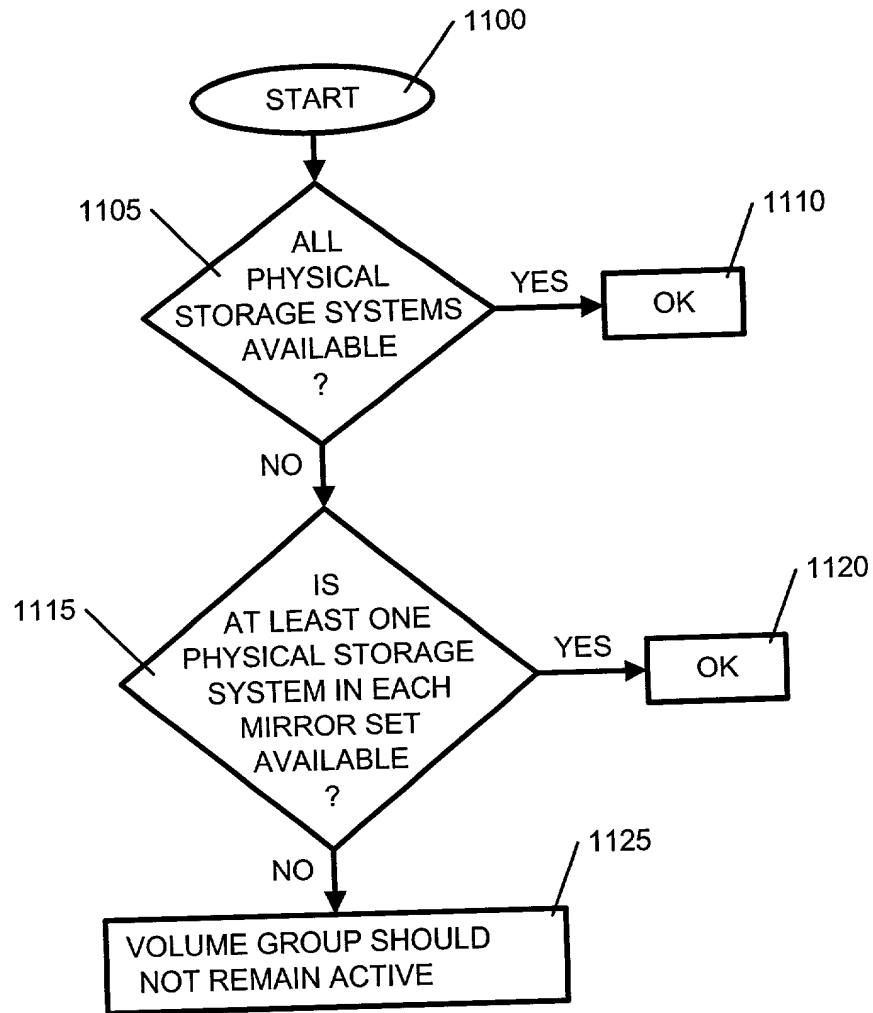 1100
START
1105
ALL
PHYSICAL
STORAGE SYSTEMS
AVAILABLE
?
YES
1110
OK
NO
1115
IS
AT LEAST ONE
PHYSICAL STORAGE
SYSTEM IN EACH
MIRROR SET
AVAILABLE
?
YES
1120
OK
NO
1125
VOLUME GROUP SHOULD
NOT REMAIN ACTIVE